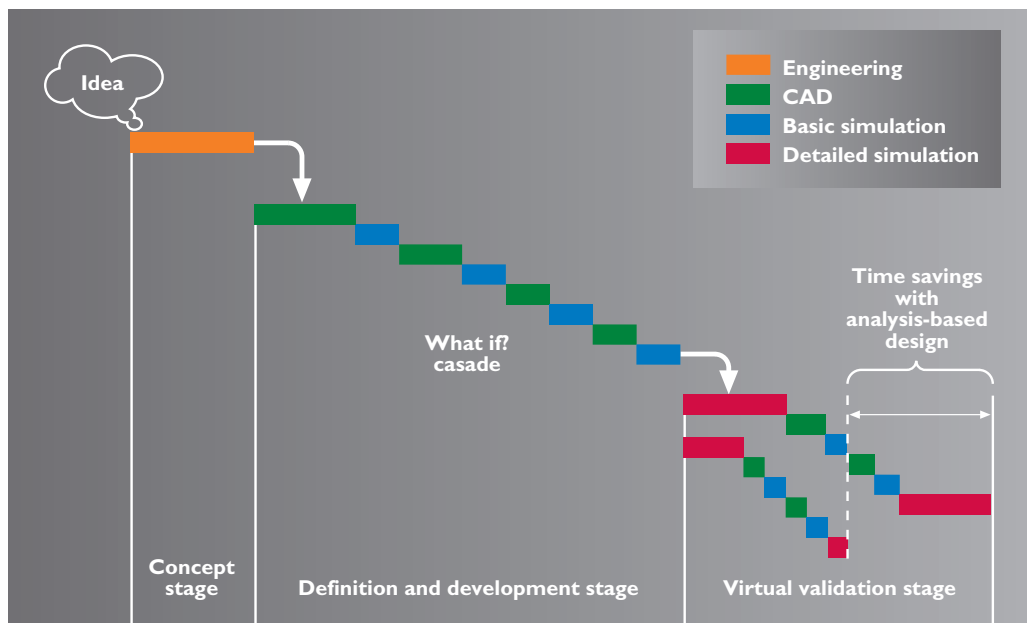 Idea
Engineering
CAD
Basic simulation
Detailed simulation
What if?
casade
Time savings
with
analysis-based
design
Concept
stage
Definition and development stage
Virtual validation stage